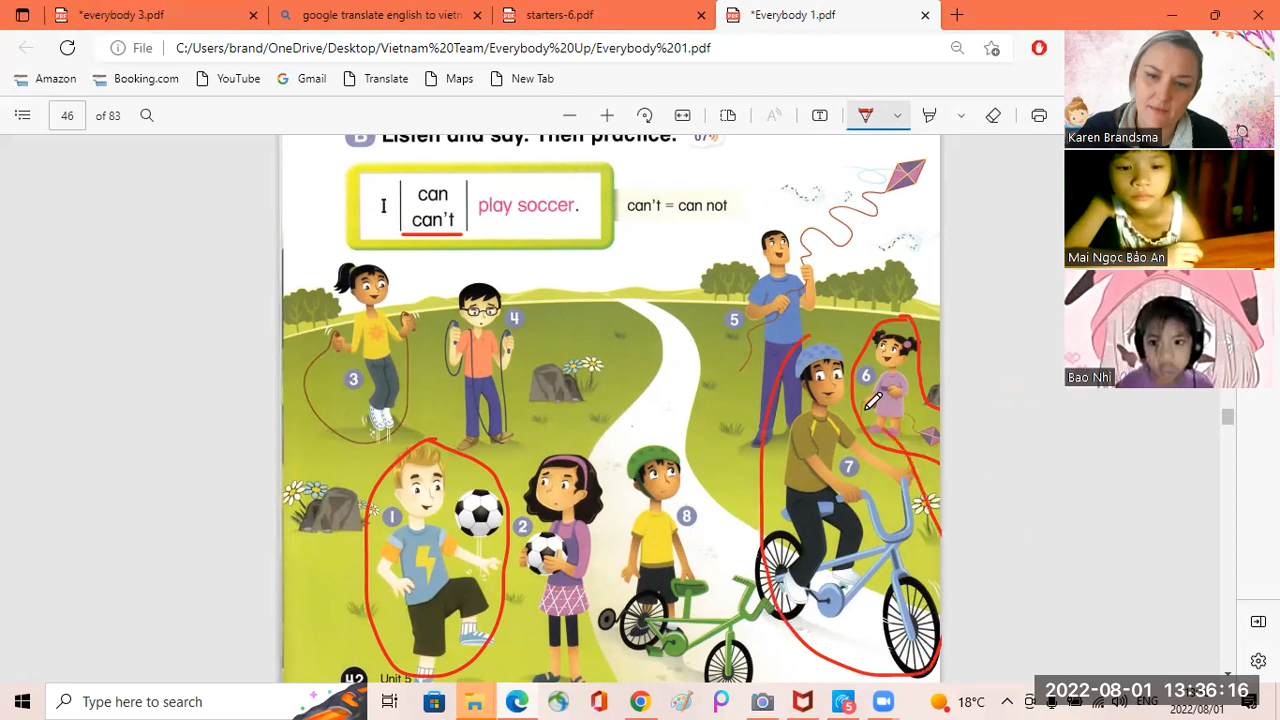 *everybody 3.pdf
google translate english to vietn
starters-6.pdf
*Everybody 1.pdf
File
C:/Users/brand/OneDrive/Desktop/Vietnam%20Team/Everybody%20Up/Everybody%201.pdf
Amazon
Booking.com
YouTube
Gmail
Translate
Maps
New Tab
46
of 83
B Listen and say. Then practice.
I
can
can't
play soccer.
can't = can not
1
2
3
4
5
6
7
8
42 Unit 5
Karen Brandsma
Mai Ngọc Bảo An
Bao Nhi
Type here to search
5
18°C
ENG
2022-08-01 13:36:16
2022/08/01